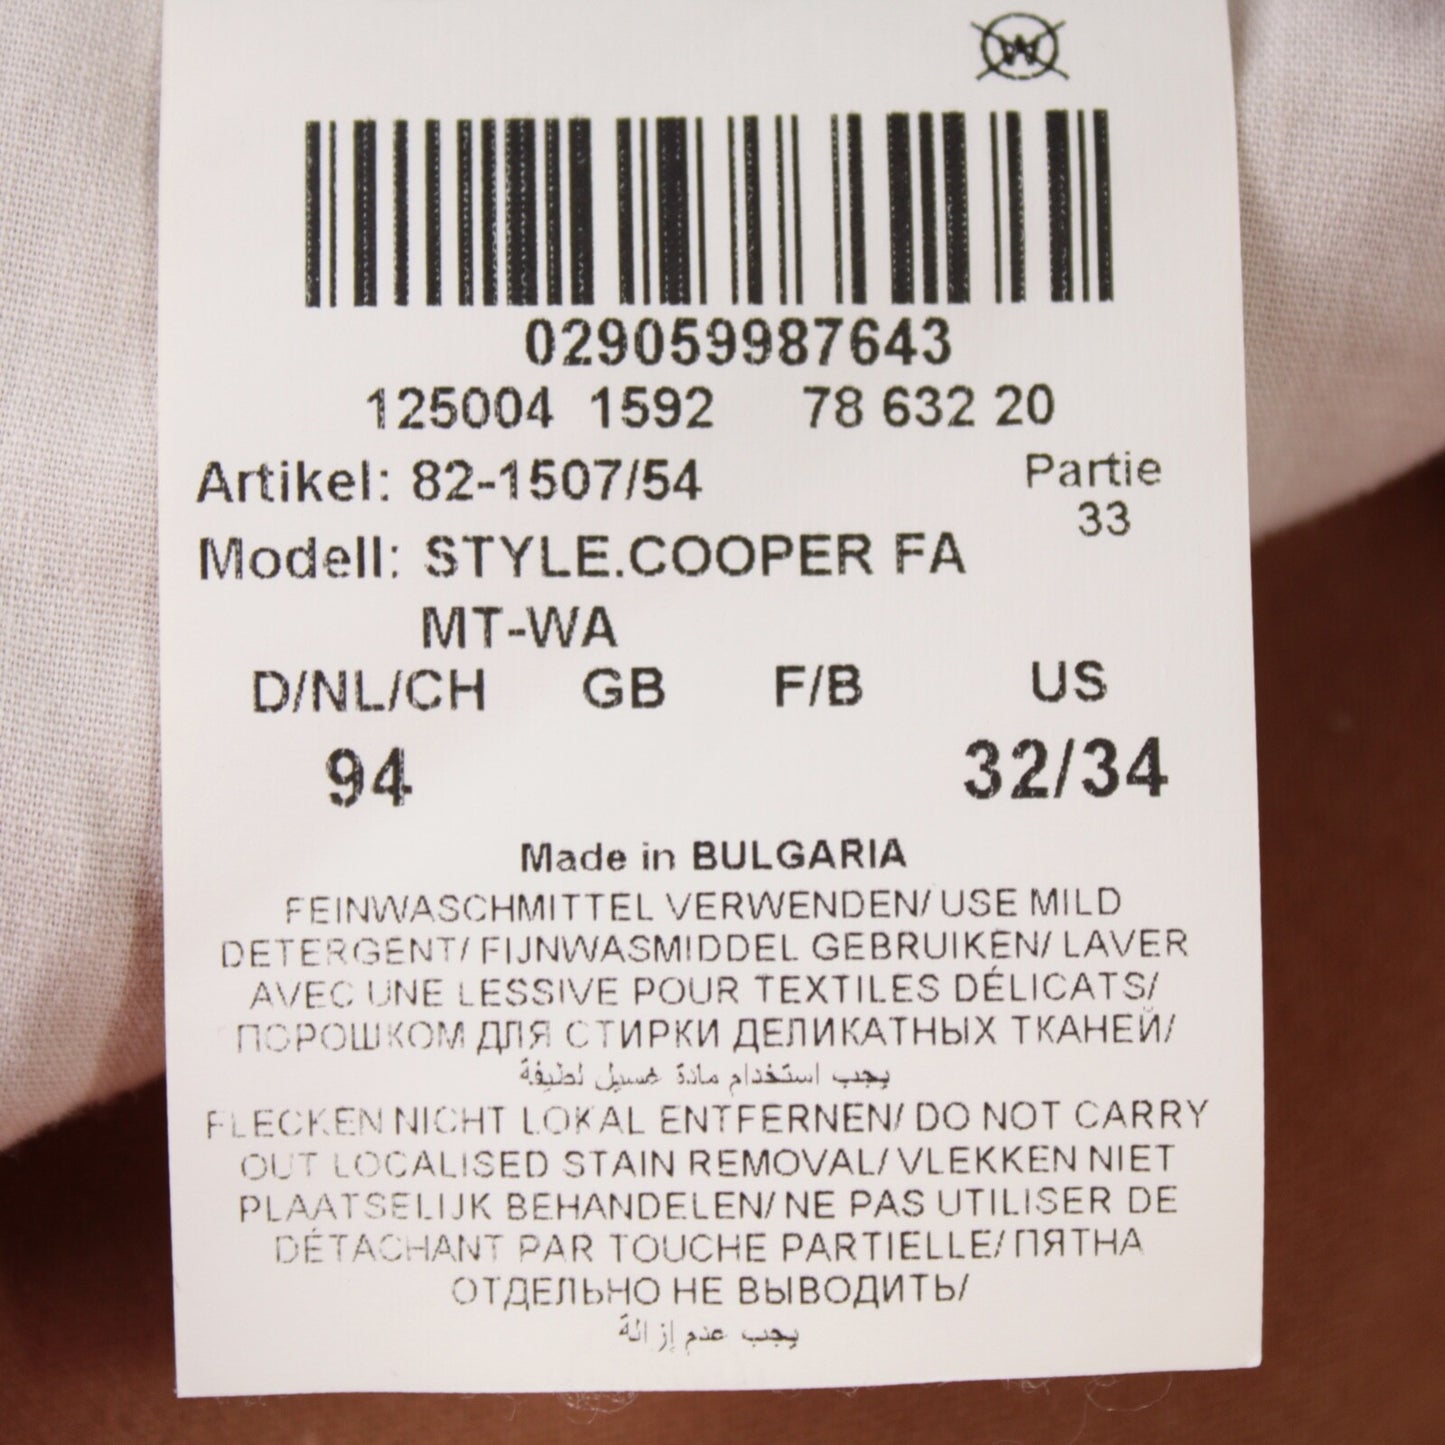 W
029059987643
125004 1592 78 632 20
Artikel: 82-1507/54 Partie
33
Modell: STYLE.COOPER FA
MT-WA
D/NL/CH GB F/B US
94 32/34
Made in BULGARIA
FEINWASCHMITTEL VERWENDEN/ USE MILD
DETERGENT/ FIJNWASMIDDEL GEBRUIKEN/ LAVER
AVEC UNE LESSIVE POUR TEXTILES DÉLICATS/
ПОРОШКОМ ДЛЯ СТИРКИ ДЕЛИКАТНЫХ ТКАНЕЙ/
يجب استخدام مادة غسيل لطيفة
FLECKEN NICHT LOKAL ENTFERNEN/ DO NOT CARRY
OUT LOCALISED STAIN REMOVAL/ VLEKKEN NIET
PLAATSELIJK BEHANDELEN/ NE PAS UTILISER DE
DÉTACHANT PAR TOUCHE PARTIELLE/ ПЯТНА
ОТДЕЛЬНО НЕ ВЫВОДИТЬ/
يجب عدم إزالة